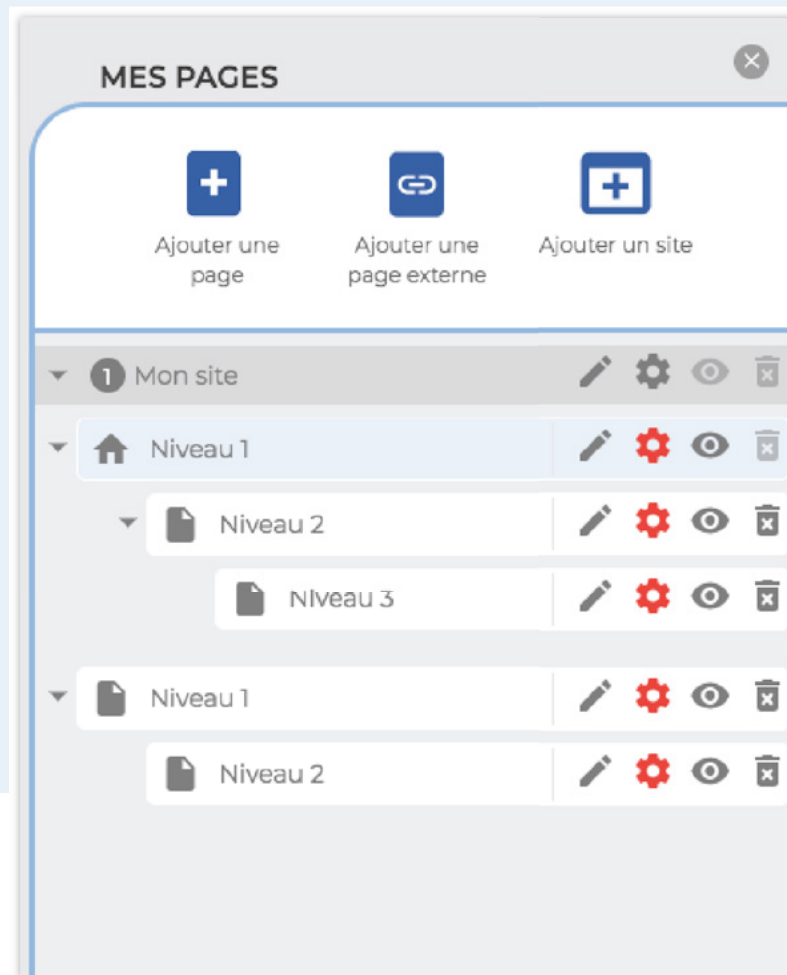 MES PAGES
Ajouter une
page
Ajouter une
page externe
Ajouter un site
1 Mon site
Niveau 1
Niveau 2
NIveau 3
Niveau 1
Niveau 2